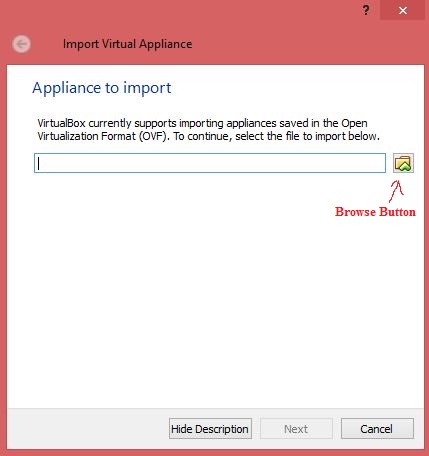 ?
Import Virtual Appliance
Appliance to import
VirtualBox currently supports importing appliances saved in the Open
Virtualization Format (OVF). To continue, select the file to import below.
Browse Button
Hide Description
Next
Cancel